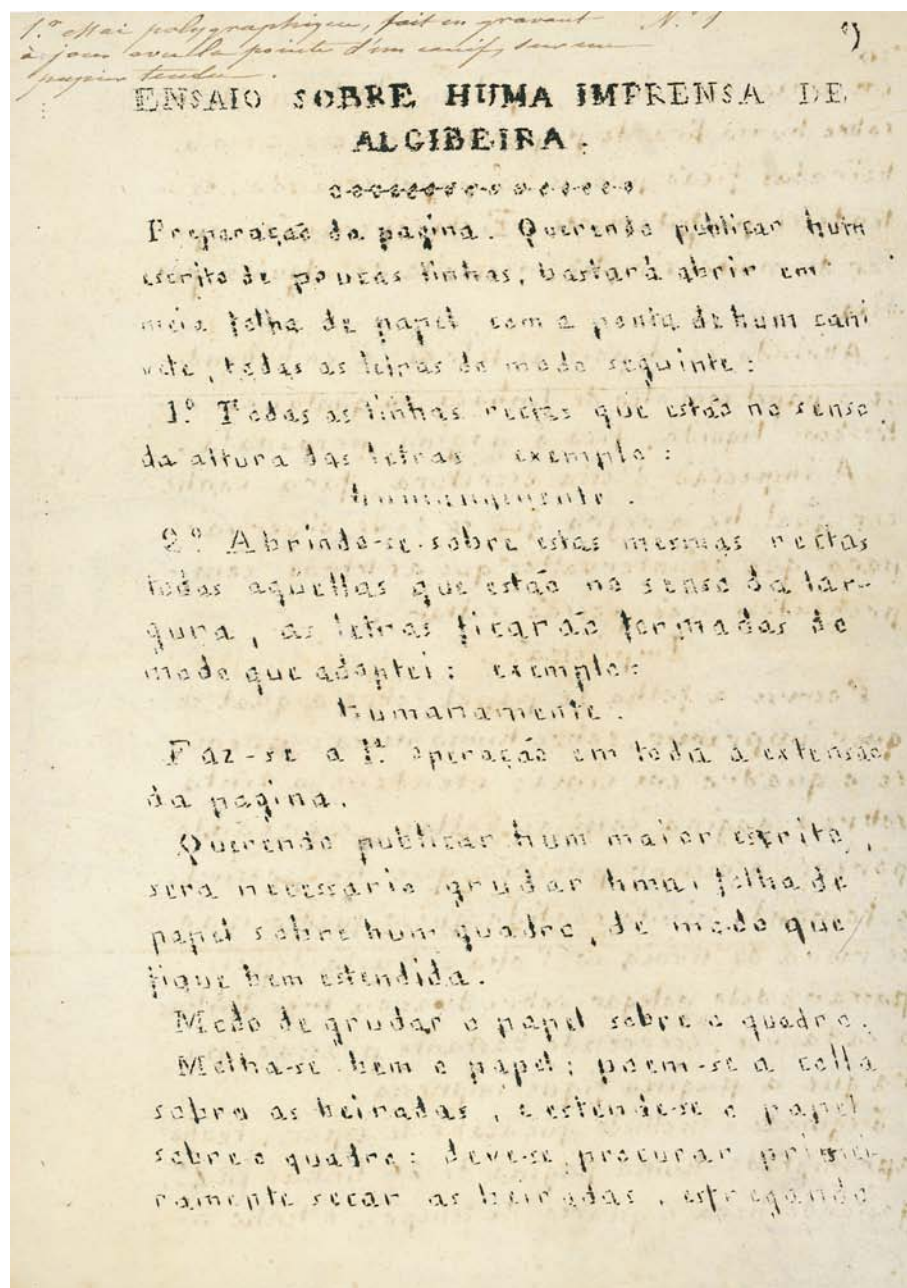 1.º essai polygraphique, fait en gravant N.º 1
à jour avec la pointe d'un canif, sur un
papier tendu.
ENSAIO SOBRE HUMA IMPRENSA DE
ALGIBEIRA.
Preparação da pagina. Querendo publicar hum
escrito de poucas linhas, bastará abrir em
meia folha de papel com a ponta de hum cani
vete, todas as letras do modo seguinte:
1.º Todas as linhas rectas que estão no senso
da altura das letras exemplo:
humanamente.
2.º Abrindo-se sobre estas mesmas rectas
todas aquellas que estão no senso da lar-
gura, as letras ficarão formadas do
modo que adoptei: exemplo:
humanamente.
Faz-se a 1.ª operação em toda a extensão
da pagina.
Querendo publicar hum maior escrito,
sera necessario grudar huma folha de
papel sobre hum quadro, de modo que
fique bem estendida.
Modo de grudar o papel sobre o quadro.
Molha-se bem o papel; poem-se a colla
sobre as beiradas, e estende-se o papel
sobre o quadro: deve-se procurar primei-
ramente secar as beiradas, esfregando